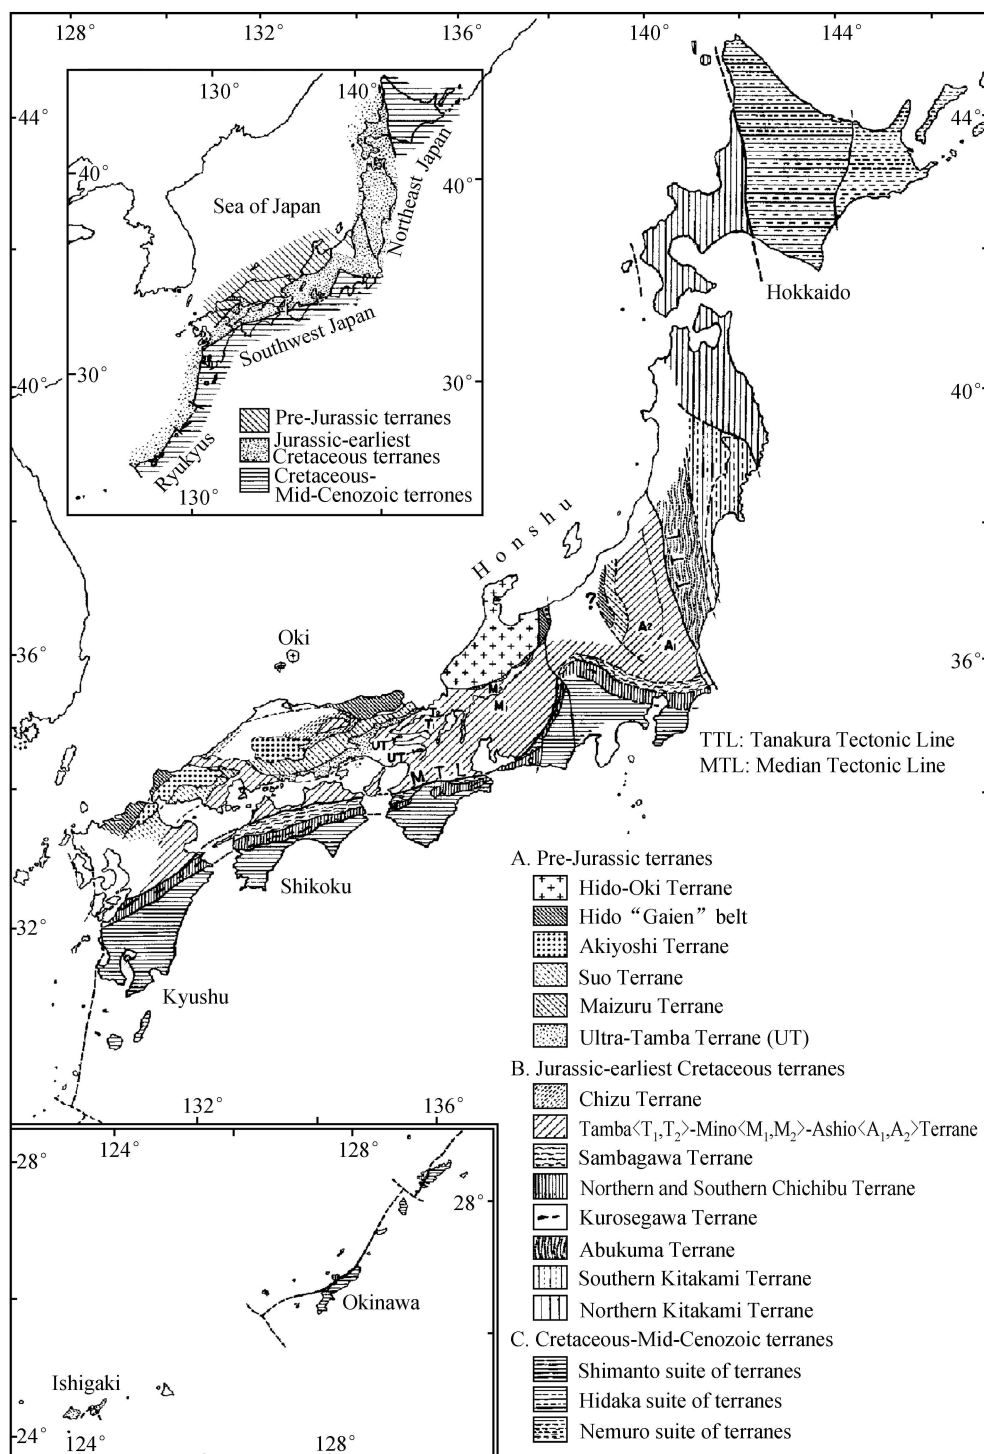 128° 132° 136° 140° 144°
130° 140°
44° 44°
40° 40°
Sea of Japan
Northeast Japan
Hokkaido
Southwest Japan
30° 30°
40° 40°
Pre-Jurassic terranes
Jurassic-earliest
Cretaceous terranes
Cretaceous-
Mid-Cenozoic terrones
Ryukyus
130°
Honshu
TTL
?
A2
A1
Oki
36° 36°
M2
M1
T2
T1
UT
UT
MTL
TTL: Tanakura Tectonic Line
MTL: Median Tectonic Line
Shikoku
32°
Kyushu
A. Pre-Jurassic terranes
Hido-Oki Terrane
Hido “Gaien” belt
Akiyoshi Terrane
Suo Terrane
Maizuru Terrane
Ultra-Tamba Terrane (UT)
B. Jurassic-earliest Cretaceous terranes
Chizu Terrane
Tamba<T1,T2>-Mino<M1,M2>-Ashio<A1,A2>Terrane
Sambagawa Terrane
Northern and Southern Chichibu Terrane
Kurosegawa Terrane
Abukuma Terrane
Southern Kitakami Terrane
Northern Kitakami Terrane
C. Cretaceous-Mid-Cenozoic terranes
Shimanto suite of terranes
Hidaka suite of terranes
Nemuro suite of terranes
124° 132° 136°
28° 128°
28°
Okinawa
Ishigaki
24° 124° 128°